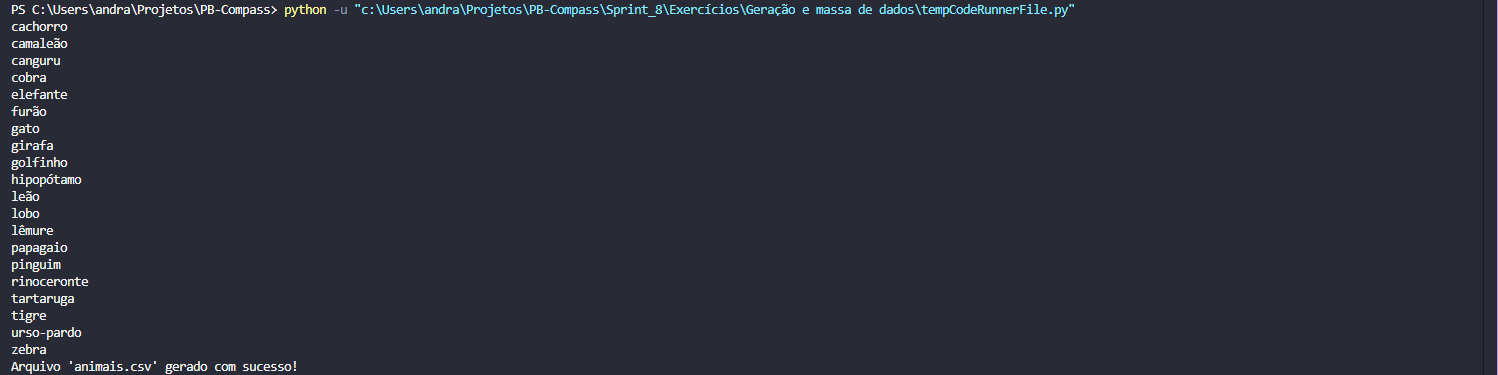 PS C:\Users\andra\Projetos\PB-Compass> python -u "c:\Users\andra\Projetos\PB-Compass\Sprint_8\Exercícios\Geração e massa de dados\tempCodeRunnerFile.py"
cachorro
camaleão
canguru
cobra
elefante
furão
gato
girafa
golfinho
hipopótamo
leão
lobo
lêmure
papagaio
pinguim
rinoceronte
tartaruga
tigre
urso-pardo
zebra
Arquivo 'animais.csv' gerado com sucesso!